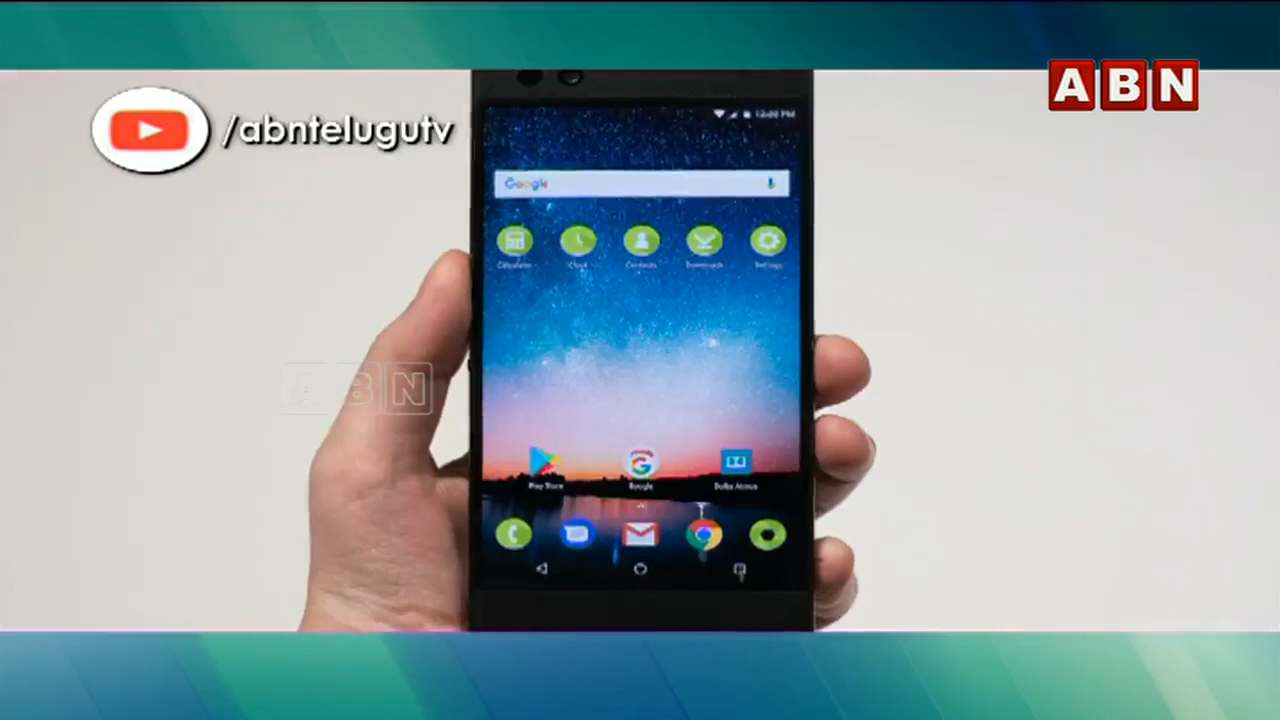 ABN
/abntelugutv
12:00 PM
Google
Calculator
Clock
Contacts
Downloads
Settings
ABN
Play Store
Google
Dolby Atmos